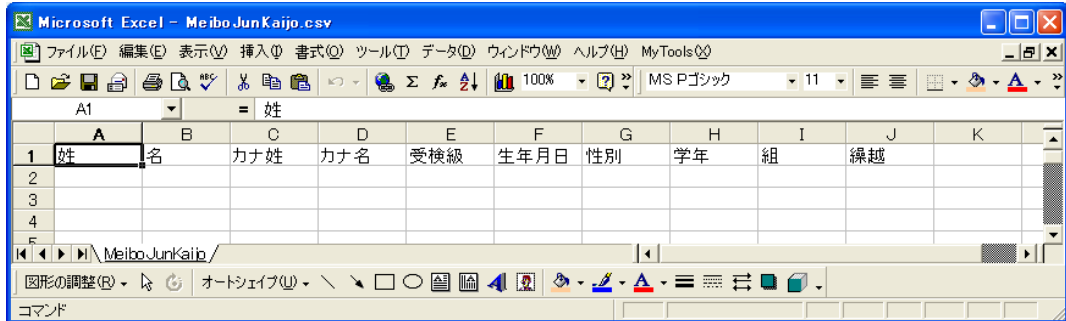 Microsoft Excel - MeiboJunKaijo.csv
ファイル(F) 編集(E) 表示(V) 挿入(I) 書式(O) ツール(T) データ(D) ウィンドウ(W) ヘルプ(H) MyTools(X)
100% MS Pゴシック 11
A1 = 姓
A B C D E F G H I J K
1 姓 名 カナ姓 カナ名 受検級 生年月日 性別 学年 組 繰越
2
3
4
5
MeiboJunKaijo
図形の調整(R) オートシェイプ(U)
コマンド